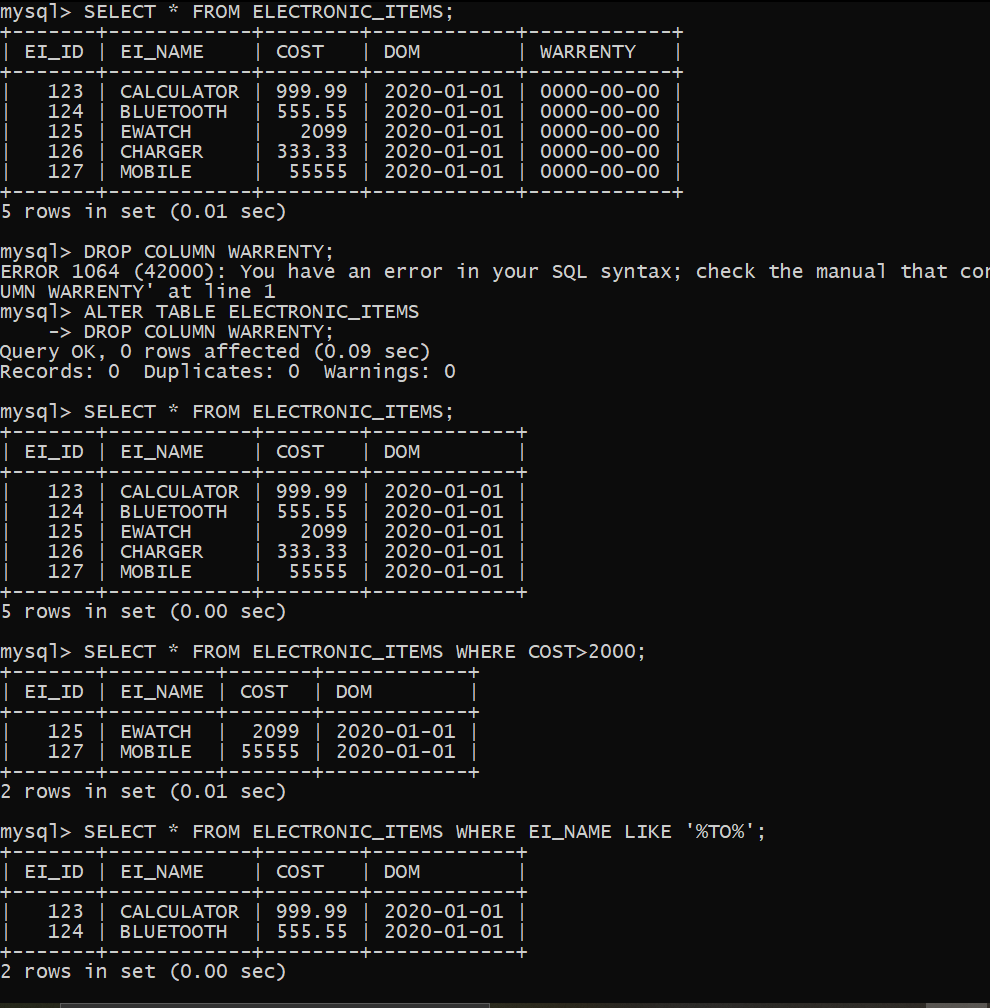 mysql> SELECT * FROM ELECTRONIC_ITEMS;
+-------+------------+--------+------------+------------+
| EI_ID | EI_NAME    | COST   | DOM        | WARRENTY   |
+-------+------------+--------+------------+------------+
|   123 | CALCULATOR | 999.99 | 2020-01-01 | 0000-00-00 |
|   124 | BLUETOOTH  | 555.55 | 2020-01-01 | 0000-00-00 |
|   125 | EWATCH     |   2099 | 2020-01-01 | 0000-00-00 |
|   126 | CHARGER    | 333.33 | 2020-01-01 | 0000-00-00 |
|   127 | MOBILE     |  55555 | 2020-01-01 | 0000-00-00 |
+-------+------------+--------+------------+------------+
5 rows in set (0.01 sec)

mysql> DROP COLUMN WARRENTY;
ERROR 1064 (42000): You have an error in your SQL syntax; check the manual that
UMN WARRENTY' at line 1
mysql> ALTER TABLE ELECTRONIC_ITEMS
    -> DROP COLUMN WARRENTY;
Query OK, 0 rows affected (0.09 sec)
Records: 0  Duplicates: 0  Warnings: 0

mysql> SELECT * FROM ELECTRONIC_ITEMS;
+-------+------------+--------+------------+
| EI_ID | EI_NAME    | COST   | DOM        |
+-------+------------+--------+------------+
|   123 | CALCULATOR | 999.99 | 2020-01-01 |
|   124 | BLUETOOTH  | 555.55 | 2020-01-01 |
|   125 | EWATCH     |   2099 | 2020-01-01 |
|   126 | CHARGER    | 333.33 | 2020-01-01 |
|   127 | MOBILE     |  55555 | 2020-01-01 |
+-------+------------+--------+------------+
5 rows in set (0.00 sec)

mysql> SELECT * FROM ELECTRONIC_ITEMS WHERE COST>2000;
+-------+---------+-------+------------+
| EI_ID | EI_NAME | COST  | DOM        |
+-------+---------+-------+------------+
|   125 | EWATCH  |  2099 | 2020-01-01 |
|   127 | MOBILE  | 55555 | 2020-01-01 |
+-------+---------+-------+------------+
2 rows in set (0.01 sec)

mysql> SELECT * FROM ELECTRONIC_ITEMS WHERE EI_NAME LIKE '%TO%';
+-------+------------+--------+------------+
| EI_ID | EI_NAME    | COST   | DOM        |
+-------+------------+--------+------------+
|   123 | CALCULATOR | 999.99 | 2020-01-01 |
|   124 | BLUETOOTH  | 555.55 | 2020-01-01 |
+-------+------------+--------+------------+
2 rows in set (0.00 sec)